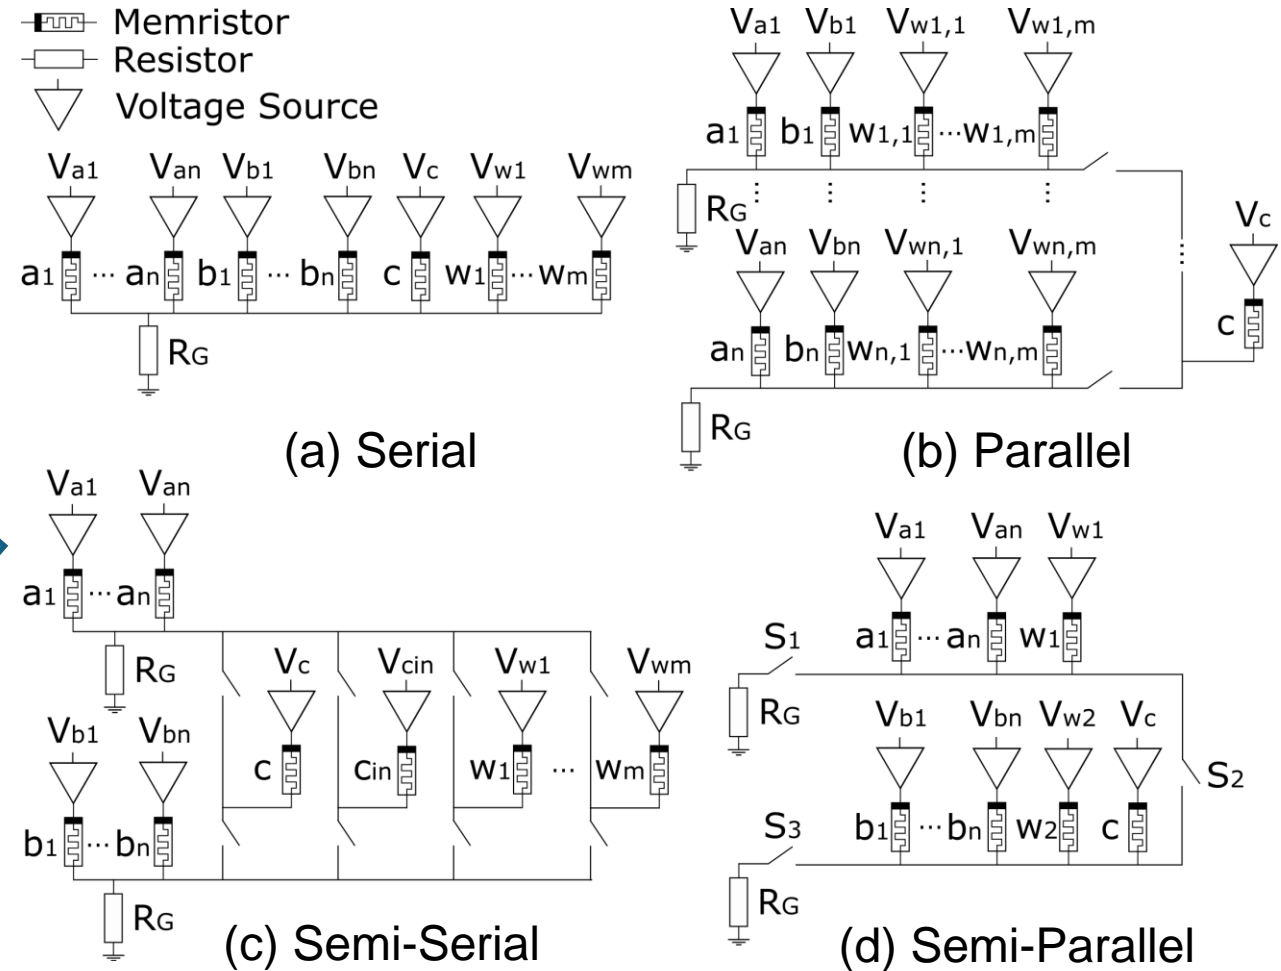 Memristor
Resistor
Voltage Source
Va1 Van Vb1 Vbn Vc Vw1 Vwm
a1 ··· an b1 ··· bn c w1 ··· wm
RG
(a) Serial
Va1 Vb1 Vw1,1 Vw1,m
a1 b1 w1,1 ··· w1,m
RG
Van Vbn Vwn,1 Vwn,m
Vc
an bn wn,1 ··· wn,m
c
RG
(b) Parallel
Va1 Van
a1 ··· an
RG
Vc Vcin Vw1 Vwm
Vb1 Vbn
c cin w1 ··· wm
b1 ··· bn
RG
(c) Semi-Serial
Va1 Van Vw1
S1 a1 ··· an w1
RG
Vb1 Vbn Vw2 Vc
S2
S3 b1 ··· bn w2 c
RG
(d) Semi-Parallel